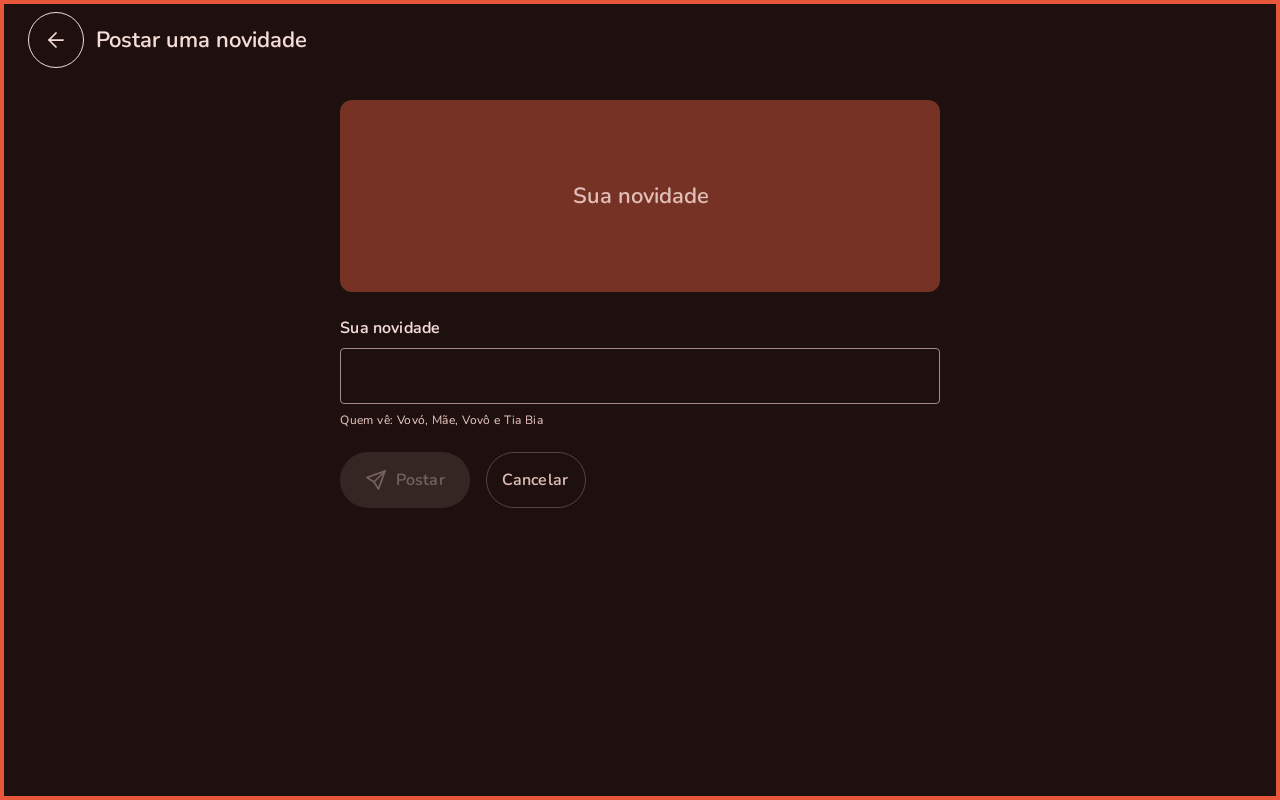 Postar uma novidade
Sua novidade
Sua novidade
Quem vê: Vovó, Mãe, Vovô e Tia Bia
Postar
Cancelar